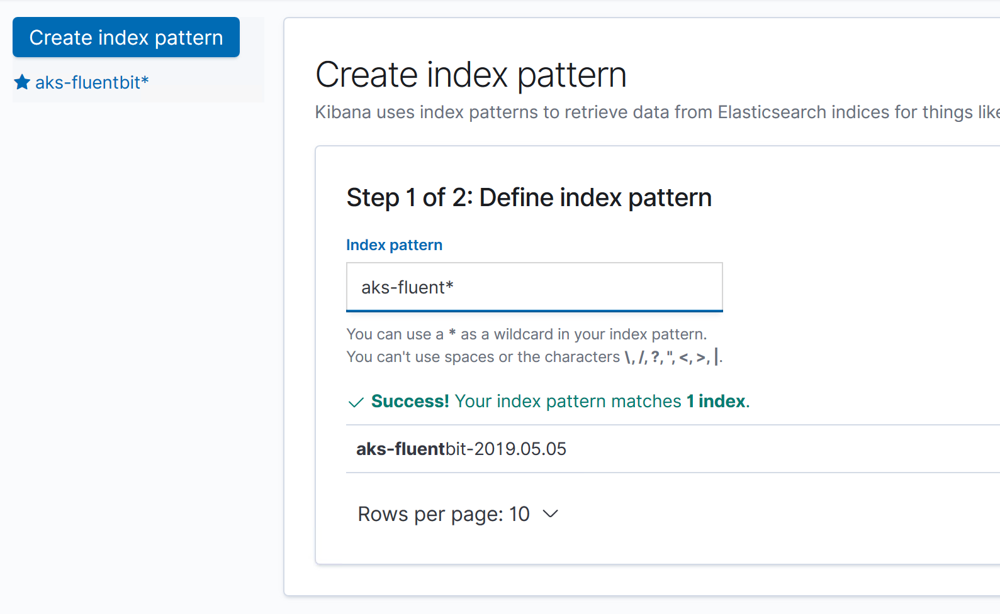 Create index pattern
aks-fluentbit*
Create index pattern
Kibana uses index patterns to retrieve data from Elasticsearch indices for things like
Step 1 of 2: Define index pattern
Index pattern
aks-fluent*
You can use a * as a wildcard in your index pattern.
You can't use spaces or the characters \, /, ?, ", <, >, |.
Success! Your index pattern matches 1 index.
aks-fluentbit-2019.05.05
Rows per page: 10